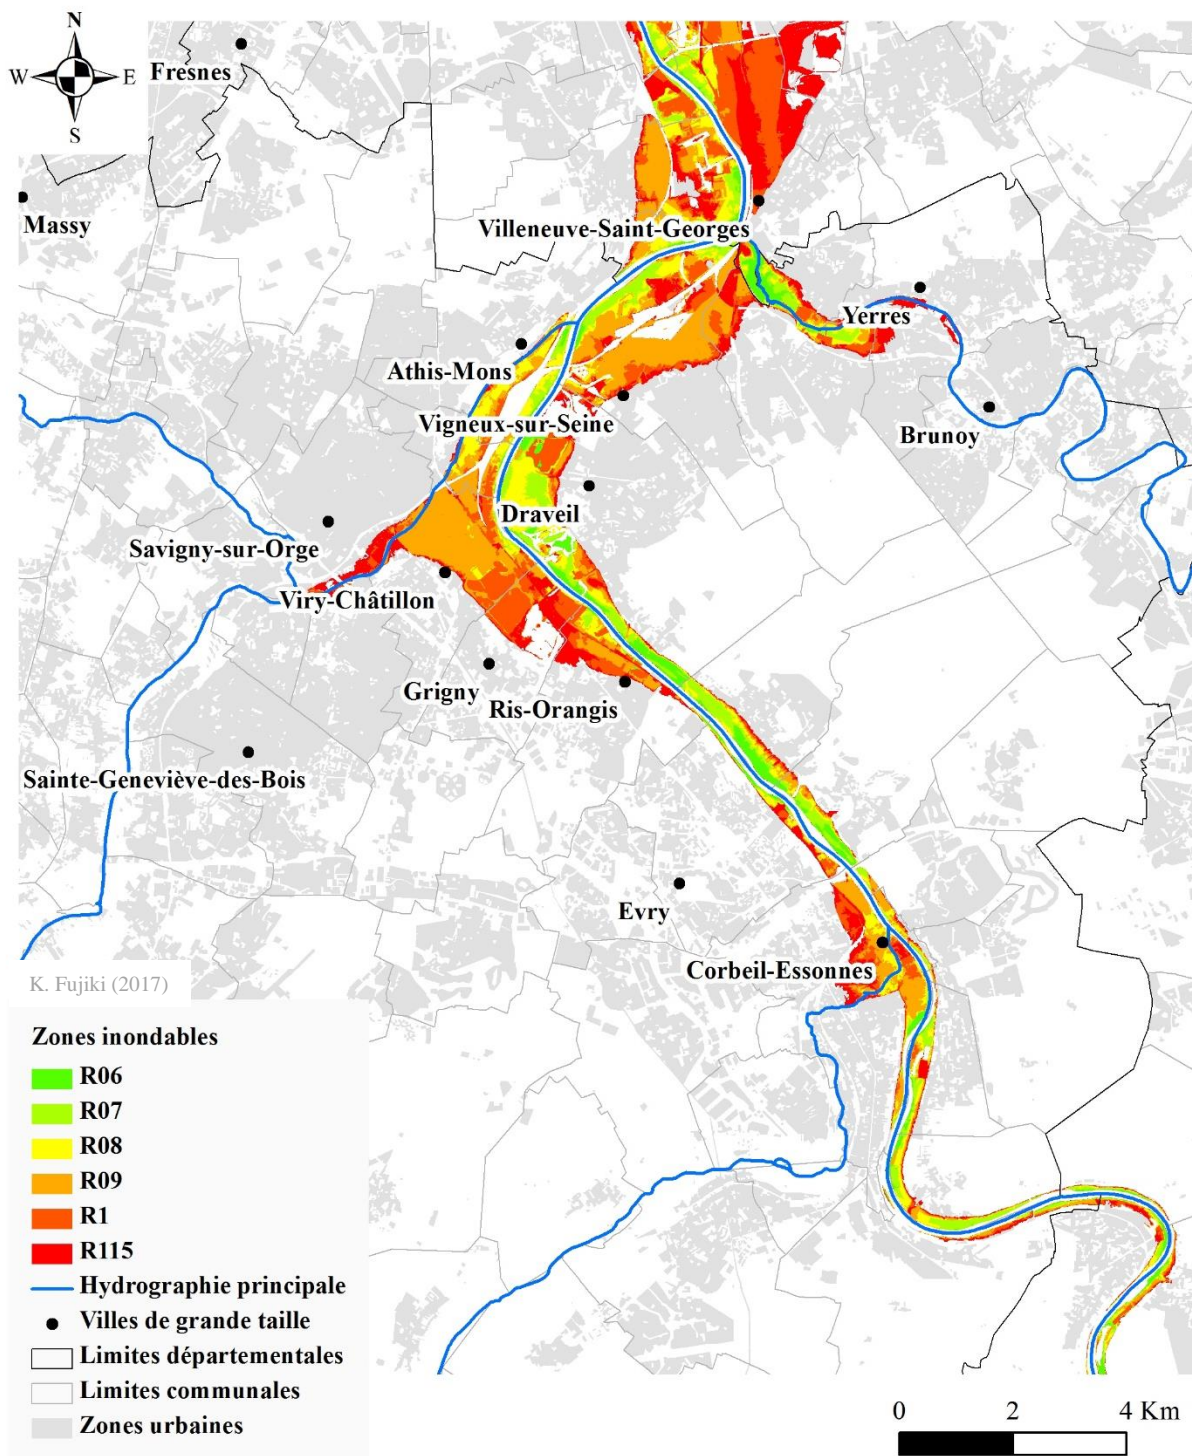 N
W E
S
Fresnes
Massy
Villeneuve-Saint-Georges
Yerres
Athis-Mons
Vigneux-sur-Seine
Brunoy
Draveil
Savigny-sur-Orge
Viry-Châtillon
Grigny
Ris-Orangis
Sainte-Geneviève-des-Bois
Evry
Corbeil-Essonnes
K. Fujiki (2017)
Zones inondables
R06
R07
R08
R09
R1
R115
Hydrographie principale
Villes de grande taille
Limites départementales
Limites communales
Zones urbaines
0 2 4 Km